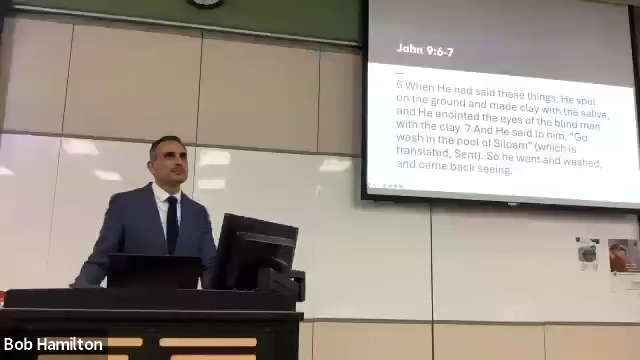 John 9:6-7
6 When He had said these things, He spat
on the ground and made clay with the saliva,
and He anointed the eyes of the blind man
with the clay. 7 And He said to him, "Go,
wash in the pool of Siloam" (which is
translated, Sent). So he went and washed,
and came back seeing.
Bob Hamilton